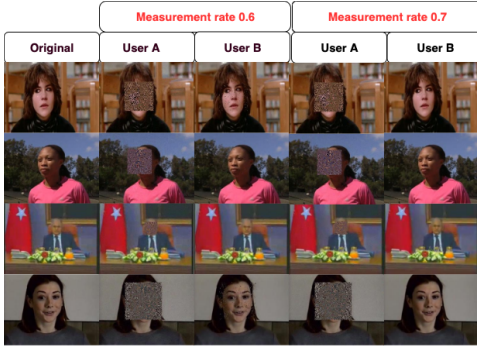 Measurement rate 0.6 Measurement rate 0.7
Original User A User B User A User B